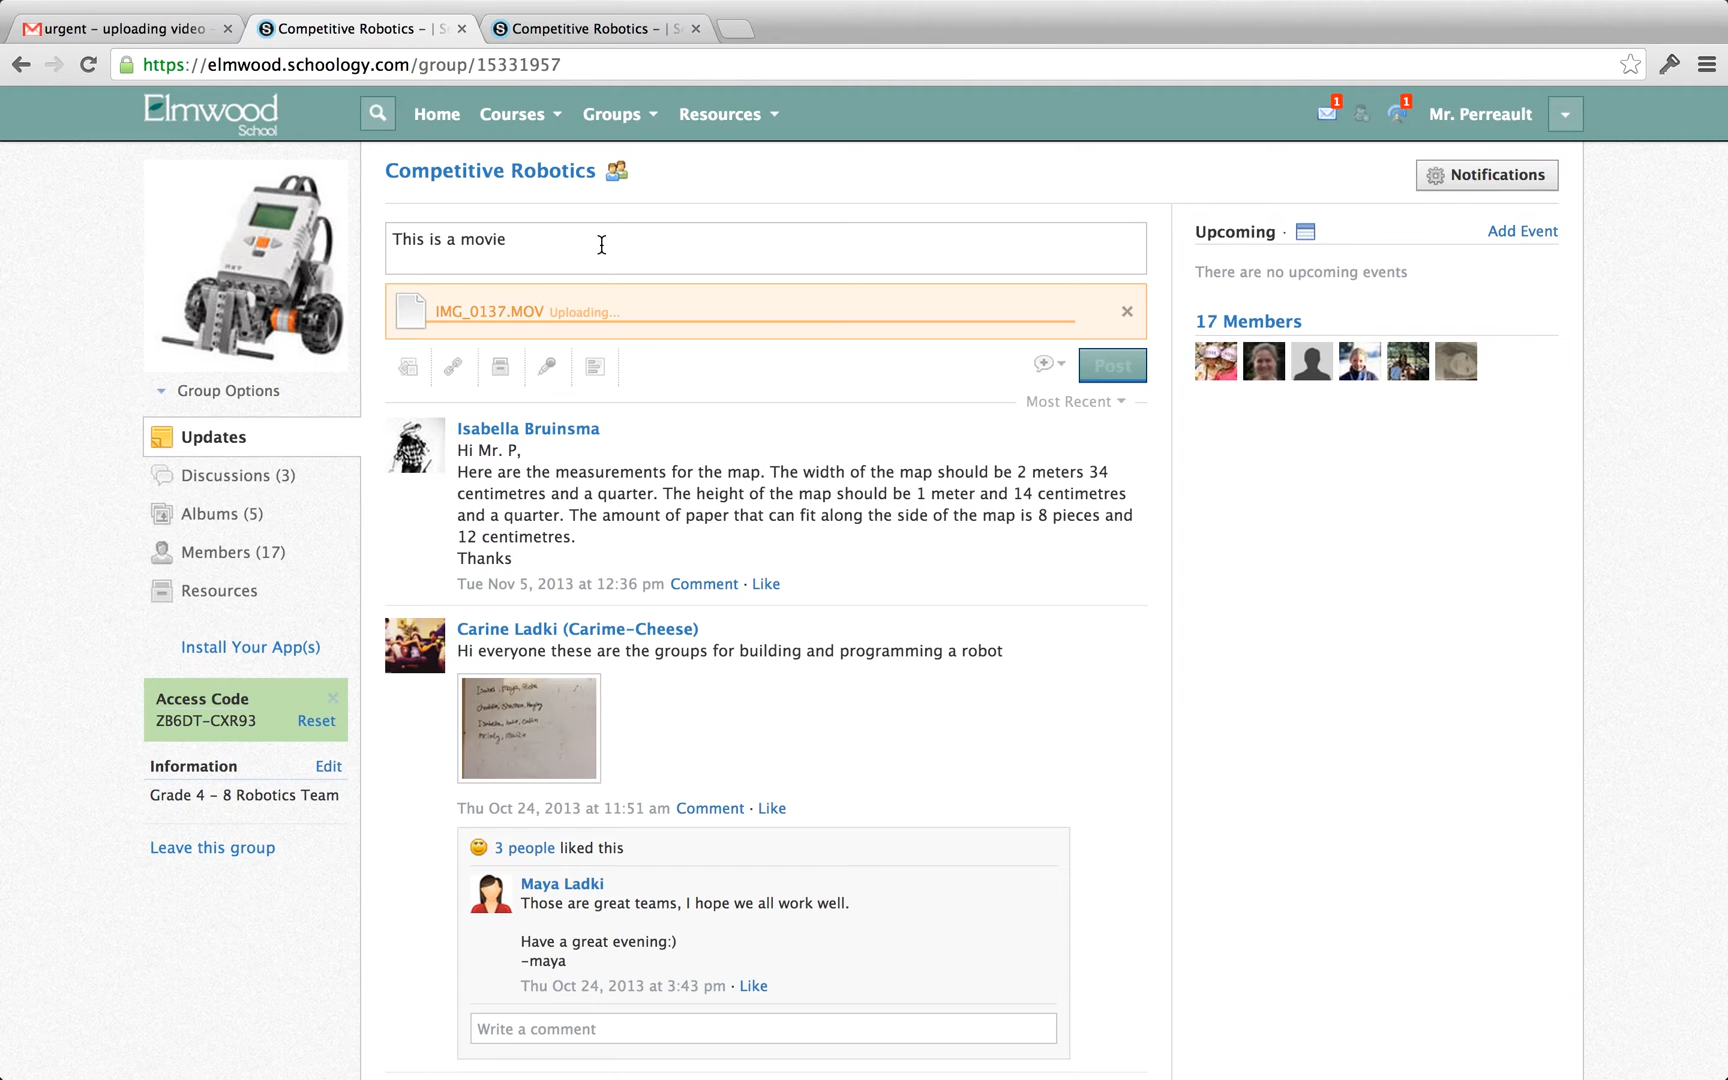 urgent – uploading video
Competitive Robotics – | S
Competitive Robotics – | S
https://elmwood.schoology.com/group/15331957
Elmwood
School
Home Courses Groups Resources
1
1
Mr. Perreault
Competitive Robotics
Notifications
This is a movie
IMG_0137.MOV Uploading...
Post
Most Recent
Upcoming ·
Add Event
There are no upcoming events
17 Members
Group Options
Updates
Discussions (3)
Albums (5)
Members (17)
Resources
Install Your App(s)
Access Code
ZB6DT-CXR93 Reset
Information Edit
Grade 4 – 8 Robotics Team
Leave this group
Isabella Bruinsma
Hi Mr. P,
Here are the measurements for the map. The width of the map should be 2 meters 34
centimetres and a quarter. The height of the map should be 1 meter and 14 centimetres
and a quarter. The amount of paper that can fit along the side of the map is 8 pieces and
12 centimetres.
Thanks
Tue Nov 5, 2013 at 12:36 pm Comment · Like
Carine Ladki (Carime-Cheese)
Hi everyone these are the groups for building and programming a robot
Thu Oct 24, 2013 at 11:51 am Comment · Like
3 people liked this
Maya Ladki
Those are great teams, I hope we all work well.
Have a great evening:)
-maya
Thu Oct 24, 2013 at 3:43 pm · Like
Write a comment